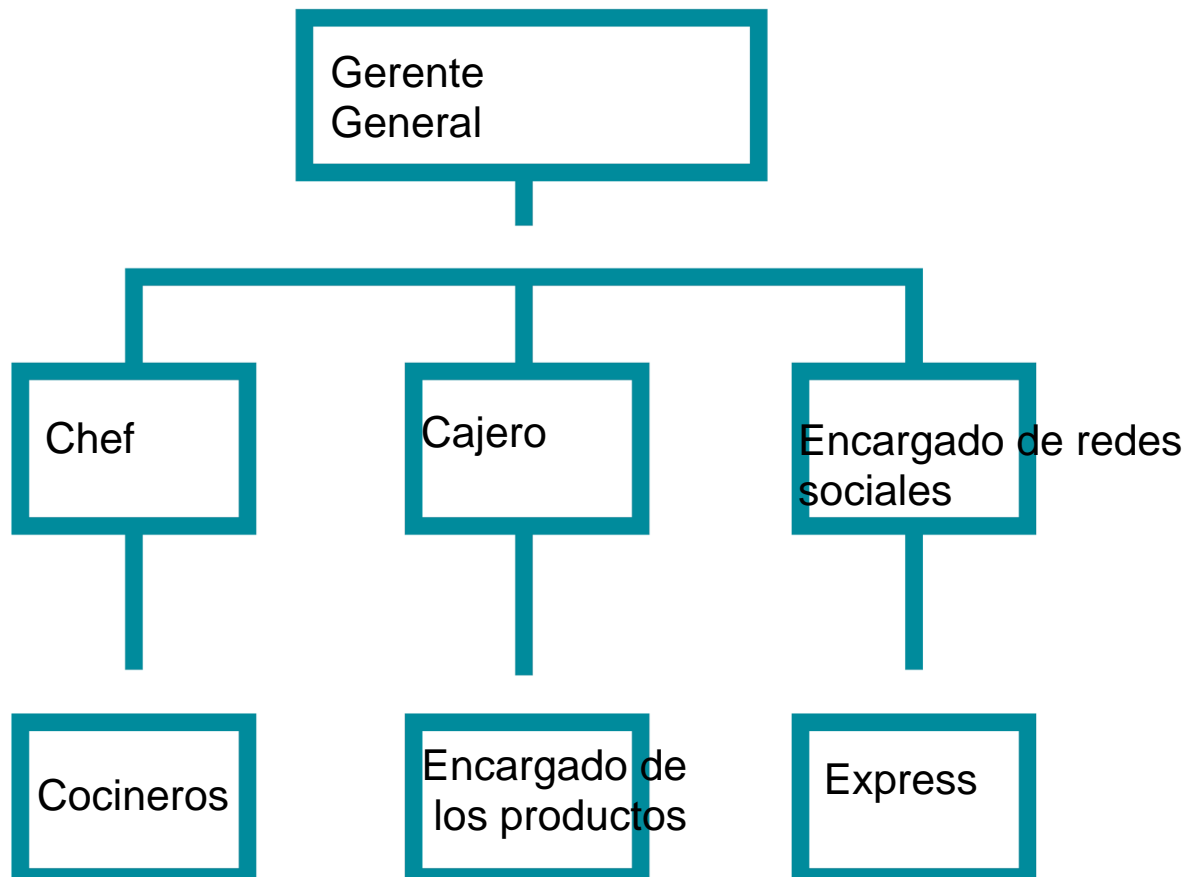 Gerente
General
Chef
Cajero
Encargado de redes
sociales
Cocineros
Encargado de
los productos
Express